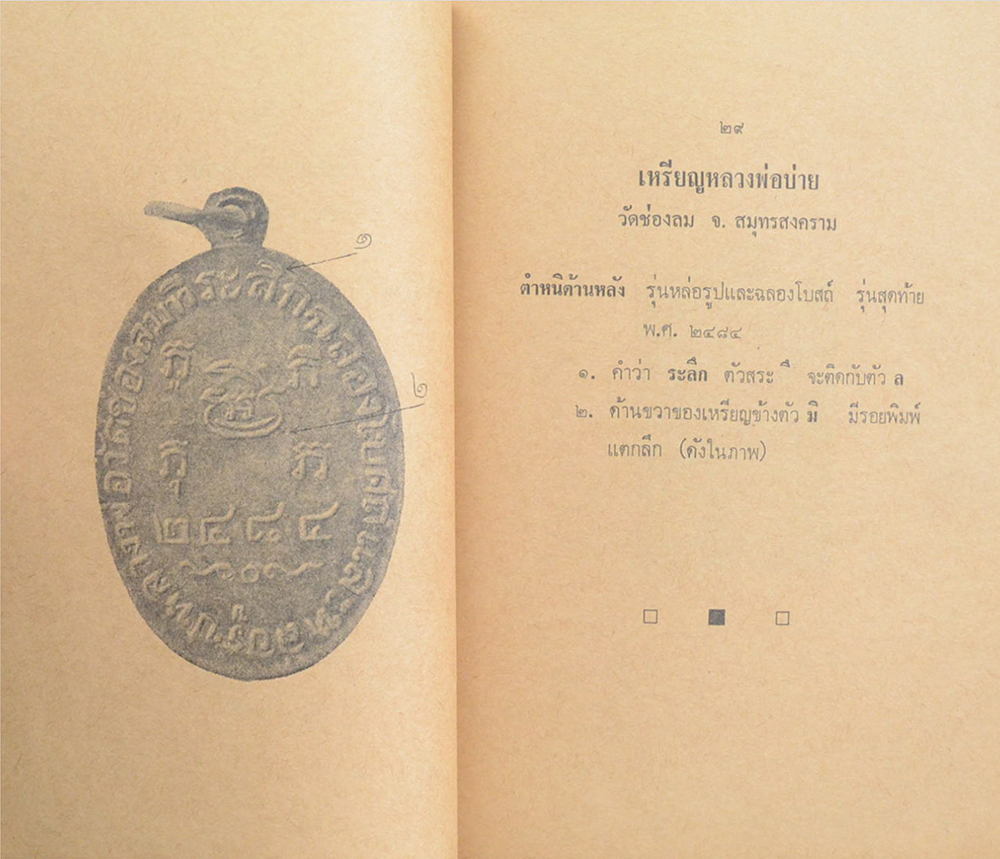 ๑
๒
๒๔๘๔
๒๙
เหรียญหลวงพ่อบ่าย
วัดช่องลม จ. สมุทรสงคราม
ตำหนิด้านหลัง รุ่นหล่อรูปและฉลองโบสถ์ รุ่นสุดท้าย
พ.ศ. ๒๔๘๔
๑. คำว่า ระลึก ตัวสระ ึ จะติดกับตัว ล
๒. ด้านขวาของเหรียญข้างตัว มิ มีรอยพิมพ์
แตกลึก (ดังในภาพ)